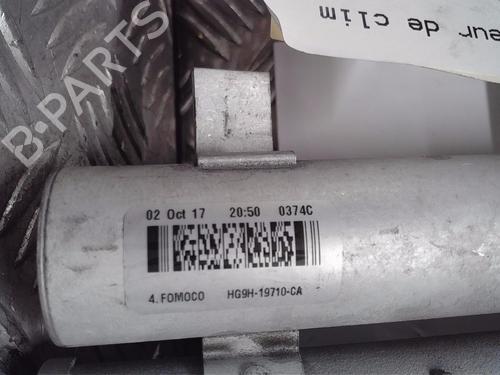 eur de clim
B-PARTS
02 Oct 17 20:50 0374C
4. FOMOCO HG9H-19710-CA